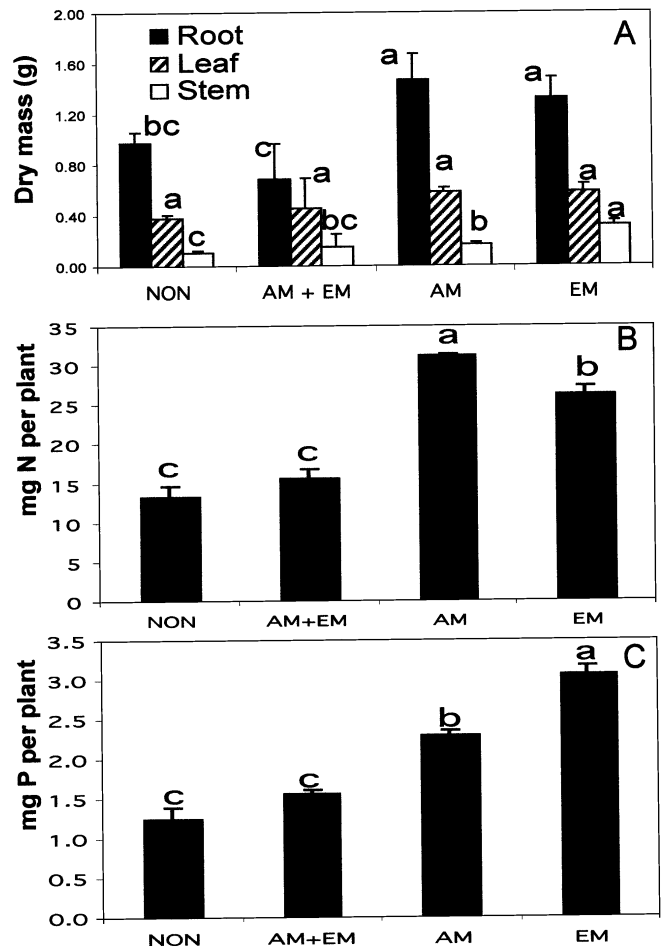 2.00
1.60
1.20
0.80
0.40
0.00
Dry mass (g)
Root
Leaf
Stem
A
bc
a
c
c
a
bc
a
a
b
a
a
a
NON
AM + EM
AM
EM
35
30
25
20
15
10
5
0
mg N per plant
B
c
c
a
b
NON
AM+EM
AM
EM
3.5
3.0
2.5
2.0
1.5
1.0
0.5
0.0
mg P per plant
C
c
c
b
a
NON
AM+EM
AM
EM